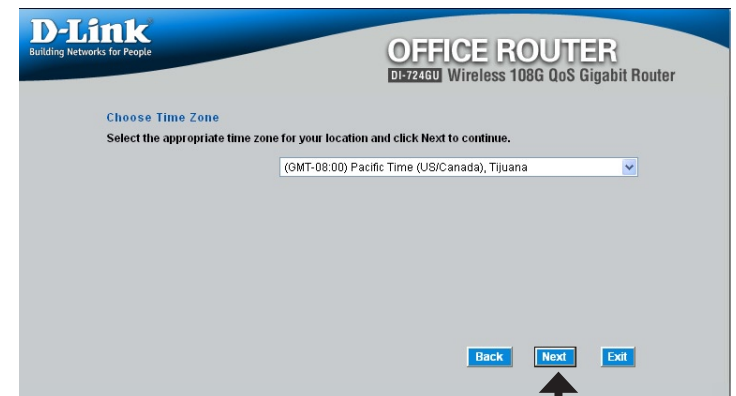 D-Link
Building Networks for People
OFFICE ROUTER
DI-724GU Wireless 108G QoS Gigabit Router
Choose Time Zone
Select the appropriate time zone for your location and click Next to continue.
(GMT-08:00) Pacific Time (US/Canada), Tijuana
Back Next Exit